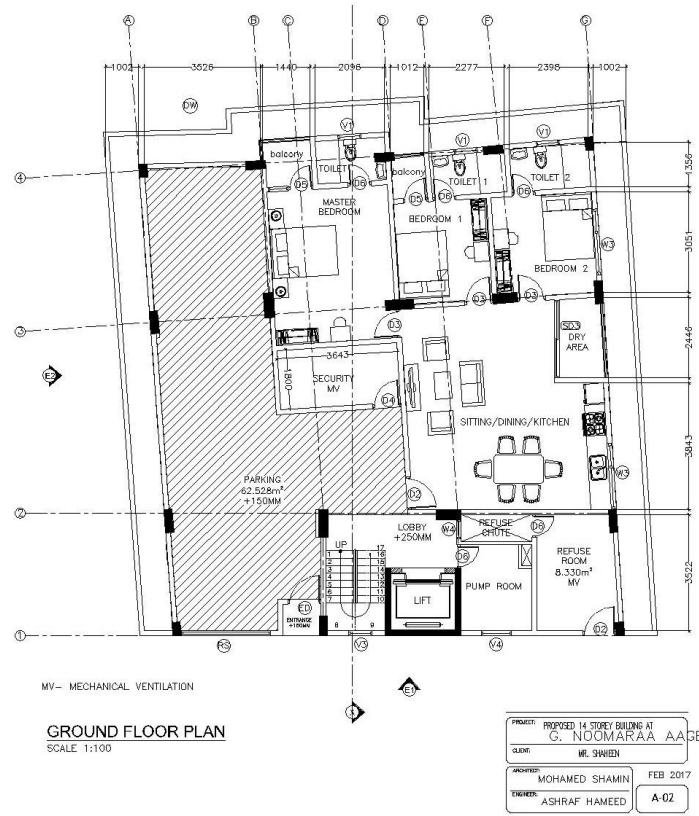 A B C D E F G
1002 3526 1440 2096 1012 2277 2398 1002
DW
V1
V1
V1
balcony
TOILET
balcony
TOILET 1
TOILET 2
1356
4
D5
D6
D5
D6
D6
MASTER
BEDROOM
BEDROOM 1
BEDROOM 2
W3
3051
D3
D3
D3
3
SD3
DRY
AREA
2446
3643
1800
SECURITY
MV
D4
E2
SITTING/DINING/KITCHEN
3843
W3
PARKING
62.528m²
+150MM
D2
2
LOBBY
+250MM
W4
REFUSE
CHUTE
D6
UP
17
1 16
2 15
3 14
4 13
5 12
6 11
7 10
8 9
D6
REFUSE
ROOM
8.330m²
MV
3522
PUMP ROOM
LIFT
ED
ENTRANCE
+150MM
D2
1
RS
V3
V4
MV- MECHANICAL VENTILATION
E1
GROUND FLOOR PLAN
SCALE 1:100
PROJECT: PROPOSED 14 STOREY BUILDING AT
G. NOOMARAA AAGE
CLIENT: MR. SHAHEEN
ARCHITECT: MOHAMED SHAMIN
FEB 2017
ENGINEER: ASHRAF HAMEED
A-02